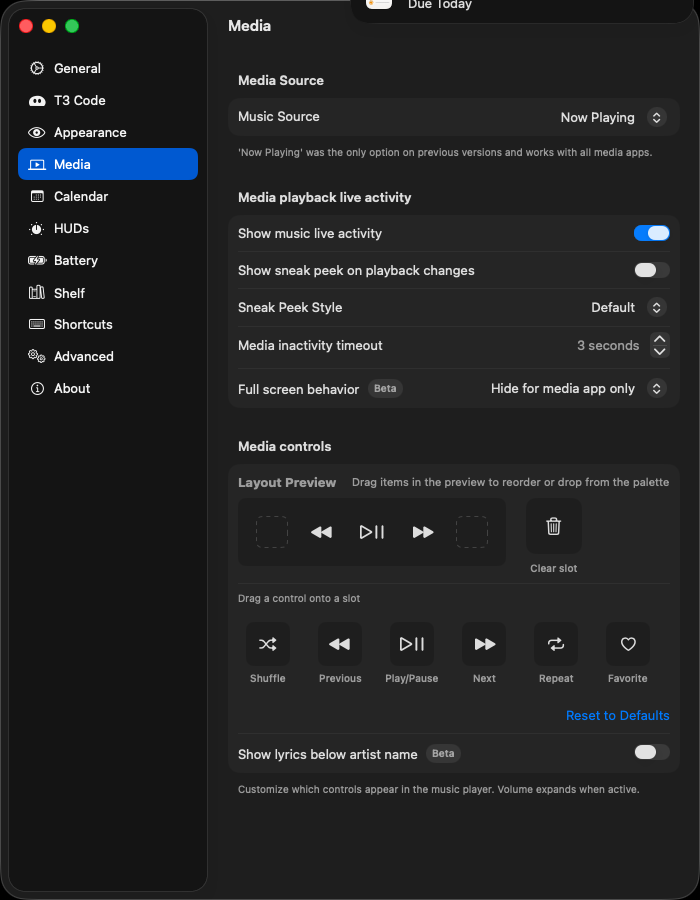 Due Today
Media
General
T3 Code
Appearance
Media
Calendar
HUDs
Battery
Shelf
Shortcuts
Advanced
About
Media Source
Music Source Now Playing
'Now Playing' was the only option on previous versions and works with all media apps.
Media playback live activity
Show music live activity
Show sneak peek on playback changes
Sneak Peek Style Default
Media inactivity timeout 3 seconds
Full screen behavior Beta Hide for media app only
Media controls
Layout Preview Drag items in the preview to reorder or drop from the palette
Clear slot
Drag a control onto a slot
Shuffle Previous Play/Pause Next Repeat Favorite
Reset to Defaults
Show lyrics below artist name Beta
Customize which controls appear in the music player. Volume expands when active.